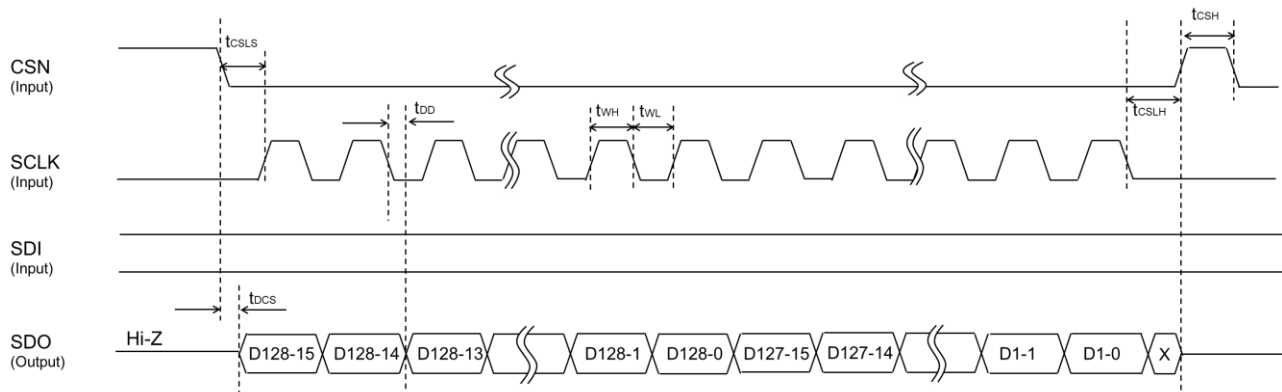 tCSH
tCSLS
CSN
(Input)
tDD
tWH
tWL
tCSLH
SCLK
(Input)
SDI
(Input)
tDCS
SDO
(Output)
Hi-Z
D128-15 D128-14 D128-13 D128-1 D128-0 D127-15 D127-14 D1-1 D1-0 X